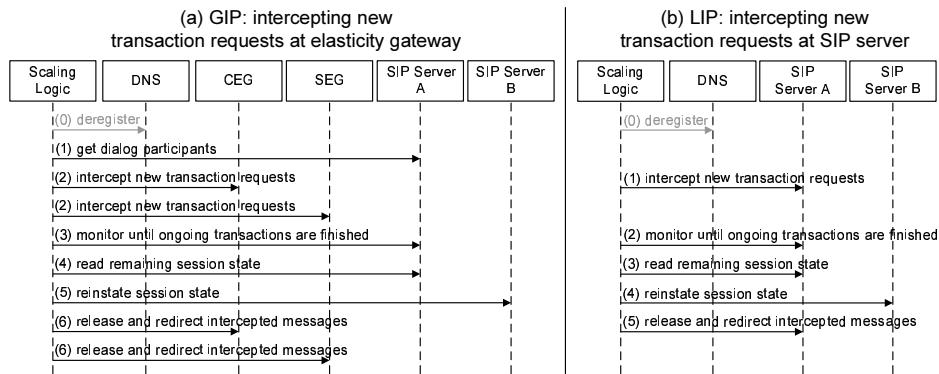 (a) GIP: intercepting new
transaction requests at elasticity gateway
Scaling
Logic
DNS
CEG
SEG
SIP Server
A
SIP Server
B
(0) deregister
(1) get dialog participants
(2) intercept new transaction requests
(2) intercept new transaction requests
(3) monitor until ongoing transactions are finished
(4) read remaining session state
(5) reinstate session state
(6) release and redirect intercepted messages
(6) release and redirect intercepted messages
(b) LIP: intercepting new
transaction requests at SIP server
Scaling
Logic
DNS
SIP
Server A
SIP
Server B
(0) deregister
(1) intercept new transaction requests
(2) monitor until ongoing transactions are finished
(3) read remaining session state
(4) reinstate session state
(5) release and redirect intercepted messages